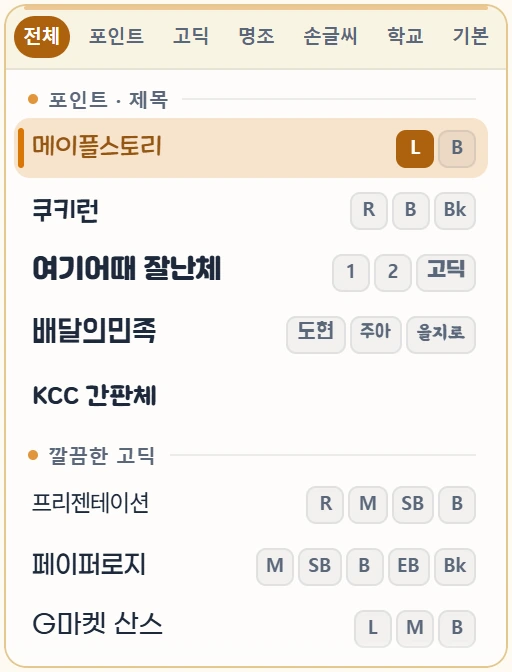 전체 포인트 고딕 명조 손글씨 학교 기본
포인트 · 제목
메이플스토리 L B
쿠키런 R B Bk
여기어때 잘난체 1 2 고딕
배달의민족 도현 주아 을지로
KCC 간판체
깔끔한 고딕
프리젠테이션 R M SB B
페이퍼로지 M SB B EB Bk
G마켓 산스 L M B